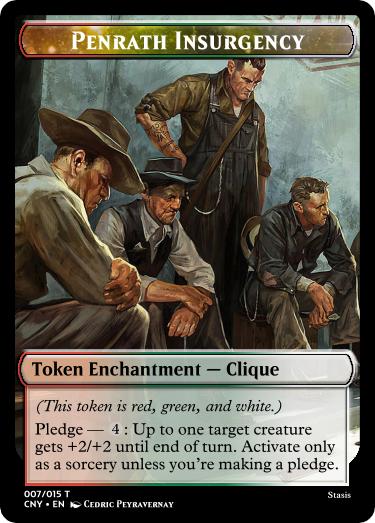 Penrath Insurgency
Token Enchantment — Clique
(This token is red, green, and white.)
Pledge — 4 : Up to one target creature
gets +2/+2 until end of turn. Activate only
as a sorcery unless you’re making a pledge.
007/015 T
CNY • EN Cedric Peyravernay
Stasis